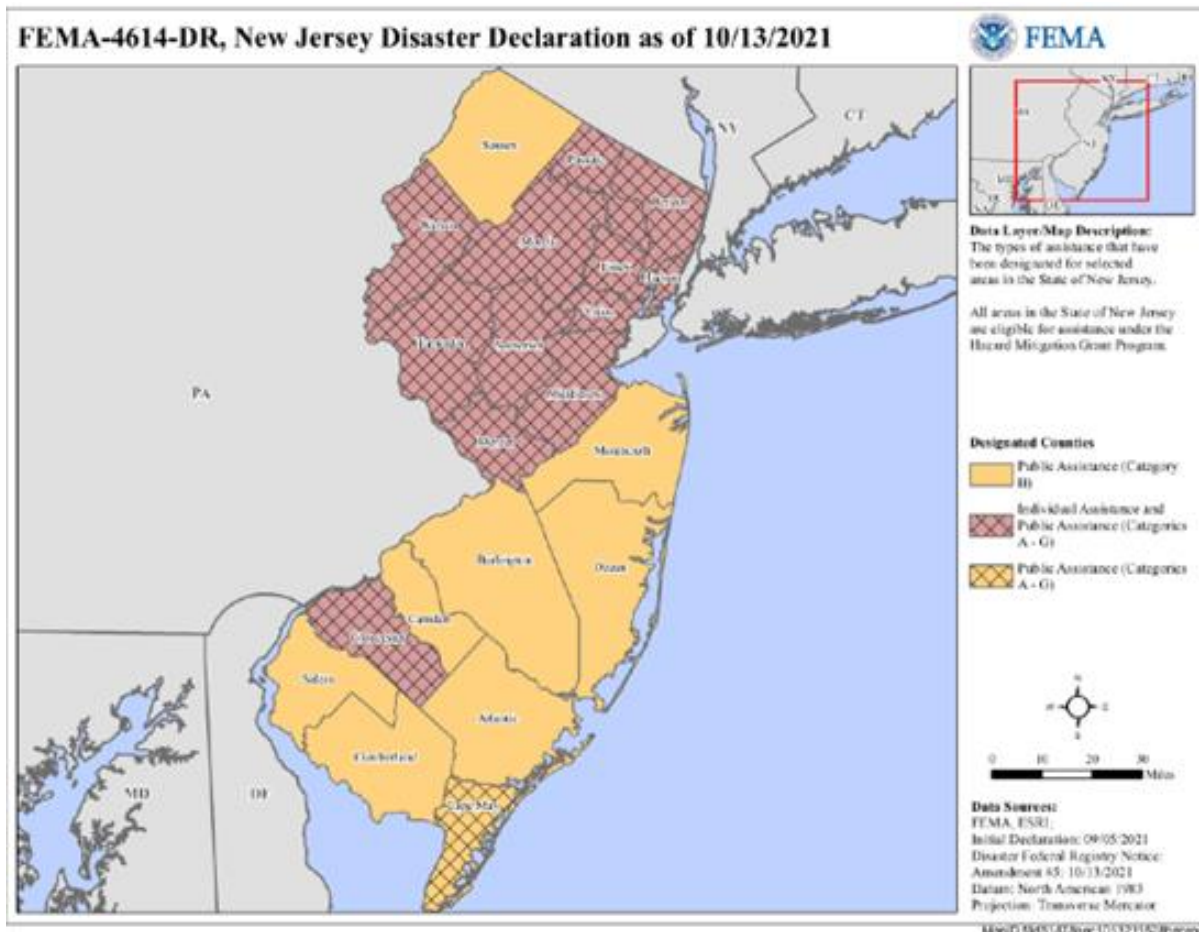 FEMA-4614-DR, New Jersey Disaster Declaration as of 10/13/2021
FEMA
NY
CT
PA
NJ
Sussex
Passaic
Bergen
Warren
Morris
Essex
Hudson
Union
Hunterdon
Somerset
Middlesex
Mercer
Monmouth
Burlington
Ocean
Camden
Gloucester
Salem
Atlantic
Cumberland
Cape May
MD
DE
Data Layer/Map Description:
The types of assistance that have
been designated for selected
areas in the State of New Jersey.
All areas in the State of New Jersey
are eligible for assistance under the
Hazard Mitigation Grant Program.
Designated Counties
Public Assistance (Category
B)
Individual Assistance and
Public Assistance (Categories
A - G)
Public Assistance (Categories
A - G)
N
W
E
S
0 10 20 30
Miles
Data Sources:
FEMA, ESRI;
Initial Declaration: 09/05/2021
Disaster Federal Registry Notice:
Amendment #5: 10/13/2021
Datum: North American 1983
Projection: Transverse Mercator